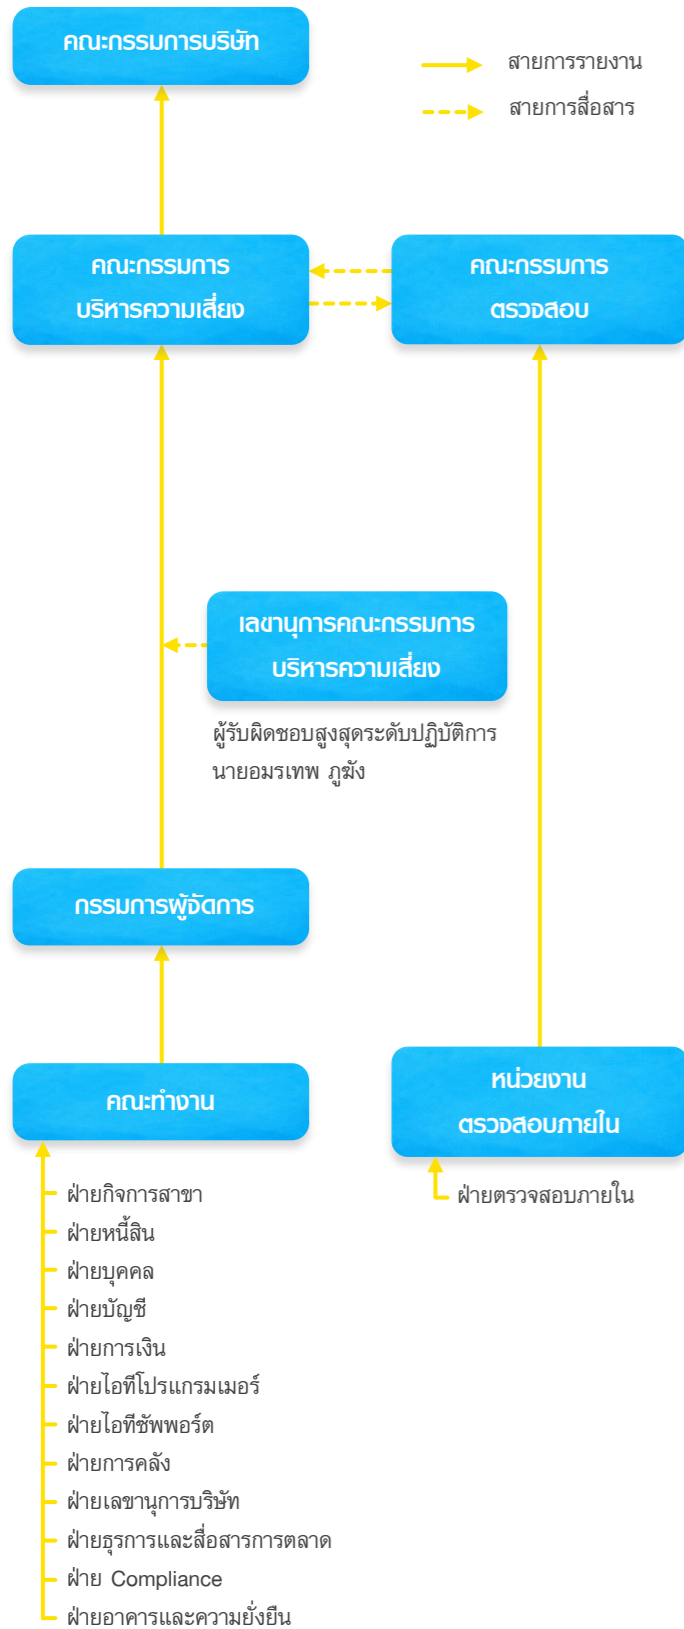 คณะกรรมการบริษัท
สายการรายงาน
สายการสื่อสาร
คณะกรรมการ
บริหารความเสี่ยง
คณะกรรมการ
ตรวจสอบ
เลขานุการคณะกรรมการ
บริหารความเสี่ยง
ผู้รับผิดชอบสูงสุดระดับปฏิบัติการ
นายอมรเทพ ภูฆัง
กรรมการผู้จัดการ
คณะทำงาน
หน่วยงาน
ตรวจสอบภายใน
ฝ่ายกิจการสาขา
ฝ่ายหนี้สิน
ฝ่ายบุคคล
ฝ่ายบัญชี
ฝ่ายการเงิน
ฝ่ายไอทีโปรแกรมเมอร์
ฝ่ายไอทีซัพพอร์ต
ฝ่ายการคลัง
ฝ่ายเลขานุการบริษัท
ฝ่ายธุรการและสื่อสารการตลาด
ฝ่าย Compliance
ฝ่ายอาคารและความยั่งยืน
ฝ่ายตรวจสอบภายใน